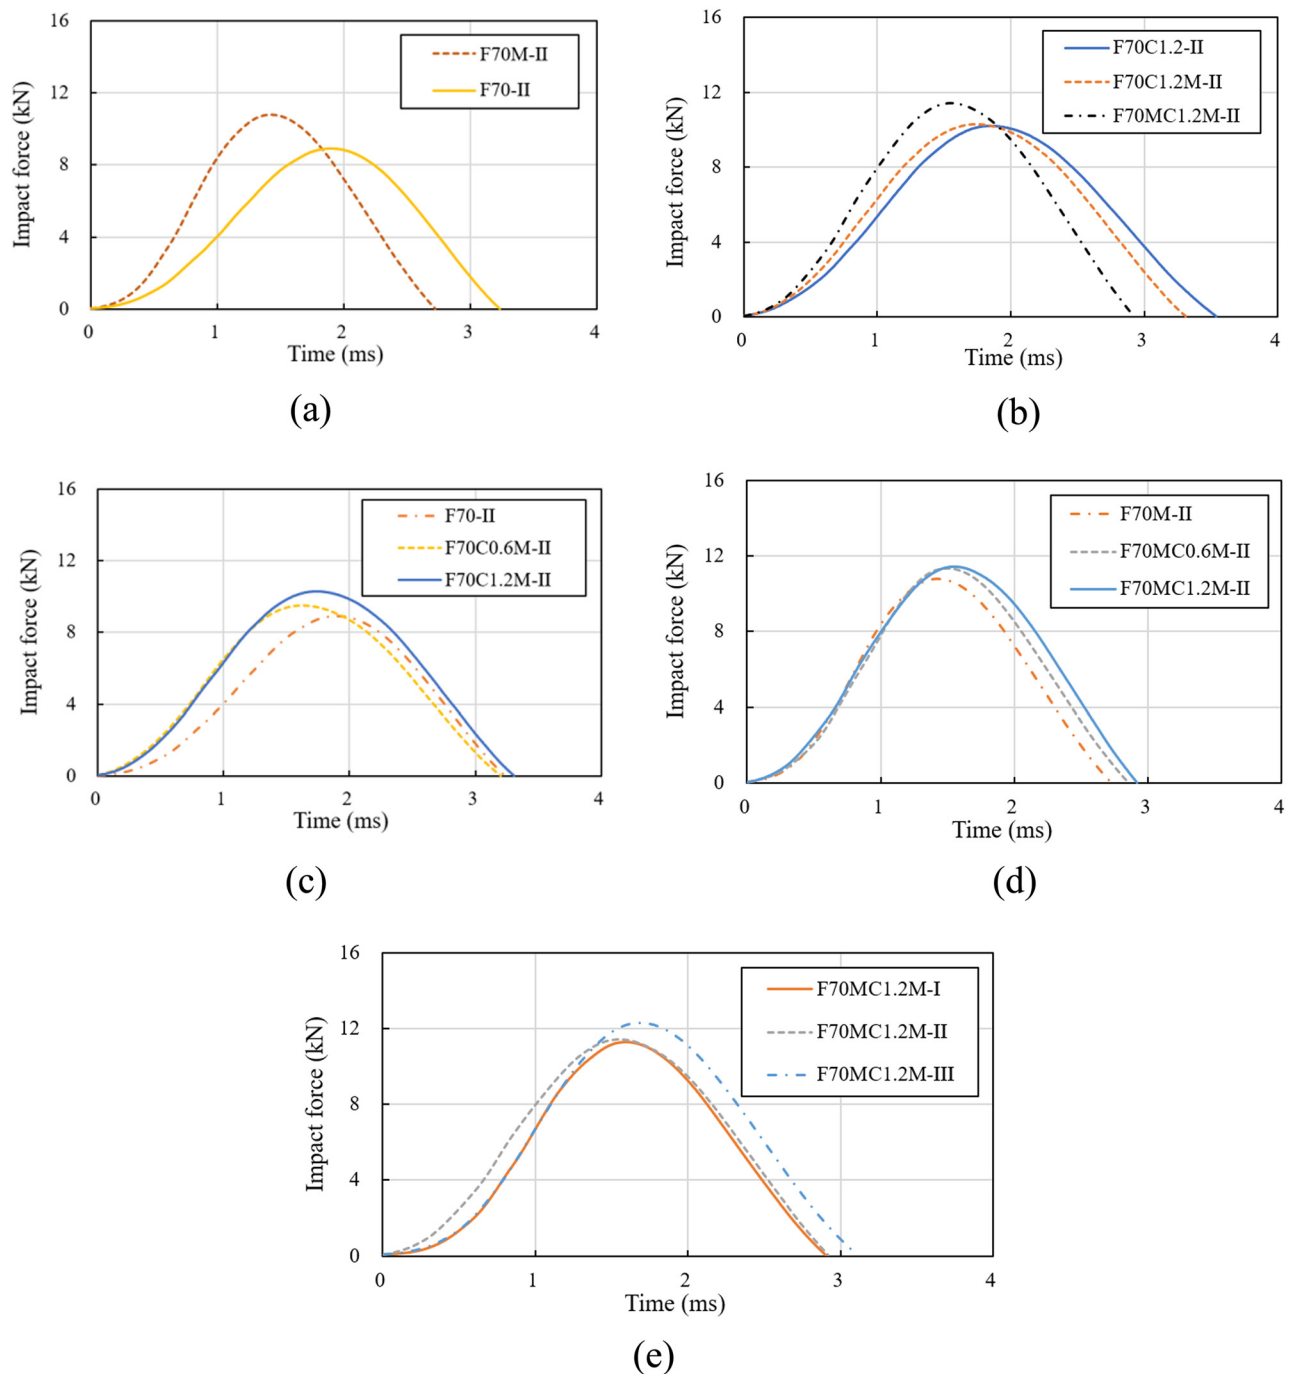 16
12
8
4
0
Impact force (kN)
F70M-II
F70-II
0 1 2 3 4
Time (ms)
(a)
16
12
8
4
0
Impact force (kN)
F70C1.2-II
F70C1.2M-II
F70MC1.2M-II
0 1 2 3 4
Time (ms)
(b)
16
12
8
4
0
Impact force (kN)
F70-II
F70C0.6M-II
F70C1.2M-II
0 1 2 3 4
Time (ms)
(c)
16
12
8
4
0
Impact force (kN)
F70M-II
F70MC0.6M-II
F70MC1.2M-II
0 1 2 3 4
Time (ms)
(d)
16
12
8
4
0
Impact force (kN)
F70MC1.2M-I
F70MC1.2M-II
F70MC1.2M-III
0 1 2 3 4
Time (ms)
(e)